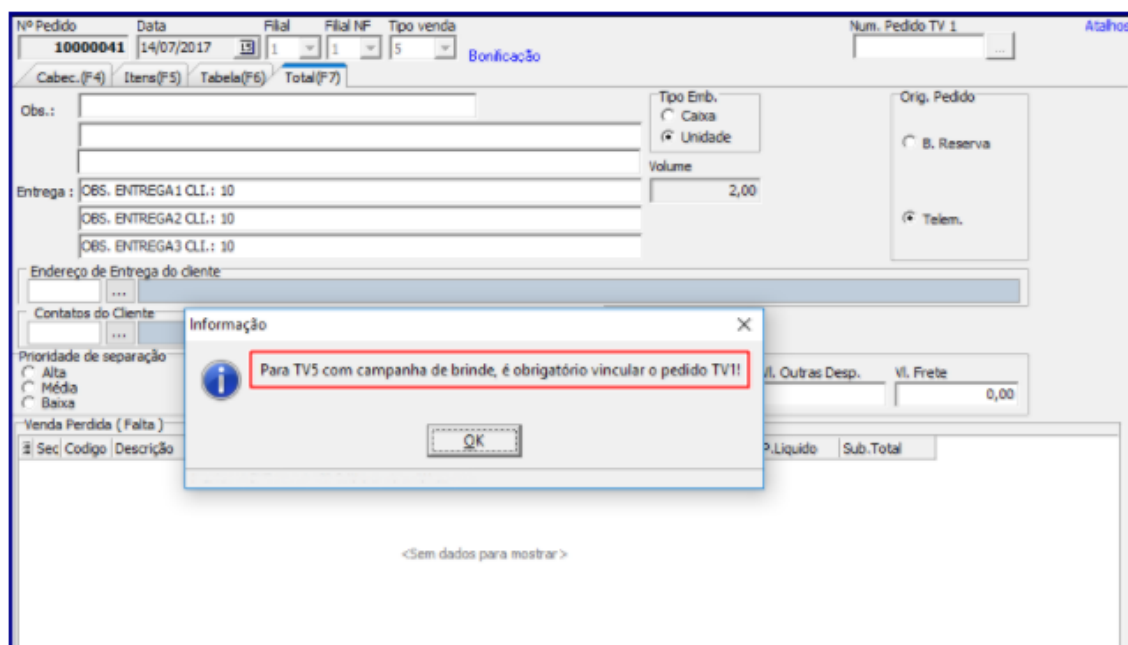 Nº Pedido Data Filial Filial NF Tipo venda Num. Pedido TV 1 Atalhos
10000041 14/07/2017 15 1 1 5 Bonificação ...
Cabec.(F4) Itens(F5) Tabela(F6) Total(F7)
Obs.: Tipo Emb. Orig. Pedido
Caixa
Unidade B. Reserva
Volume
Entrega : OBS. ENTREGA1 CLI.: 10 2,00
OBS. ENTREGA2 CLI.: 10 Telem.
OBS. ENTREGA3 CLI.: 10
Endereço de Entrega do cliente
...
Contatos do Cliente
...
Informação
Para TV5 com campanha de brinde, é obrigatório vincular o pedido TV1!
OK
Prioridade de separação
Alta
Média
Baixa
Vl. Outras Desp. Vl. Frete
0,00
Venda Perdida ( Falta )
Sec Codigo Descrição P.Liquido Sub.Total
<Sem dados para mostrar>